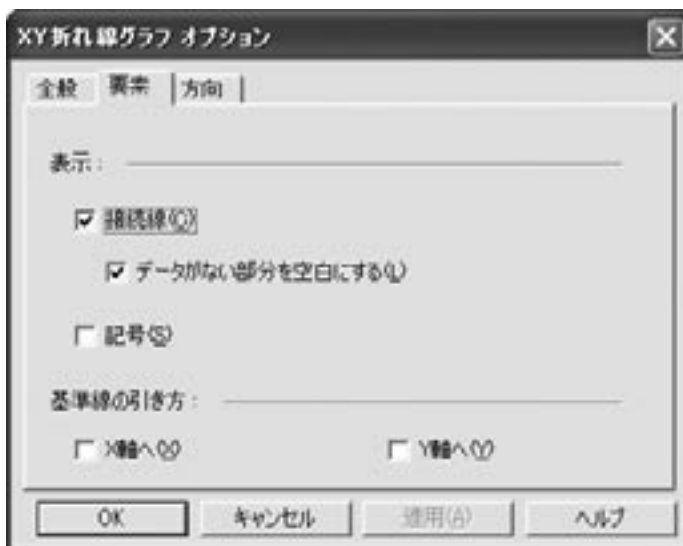 XY折れ線グラフ オプション
全般 要素 方向
表示:
接続線(C)
データがない部分を空白にする(L)
記号(S)
基準線の引き方:
X軸へ(X) Y軸へ(Y)
OK キャンセル 適用(A) ヘルプ